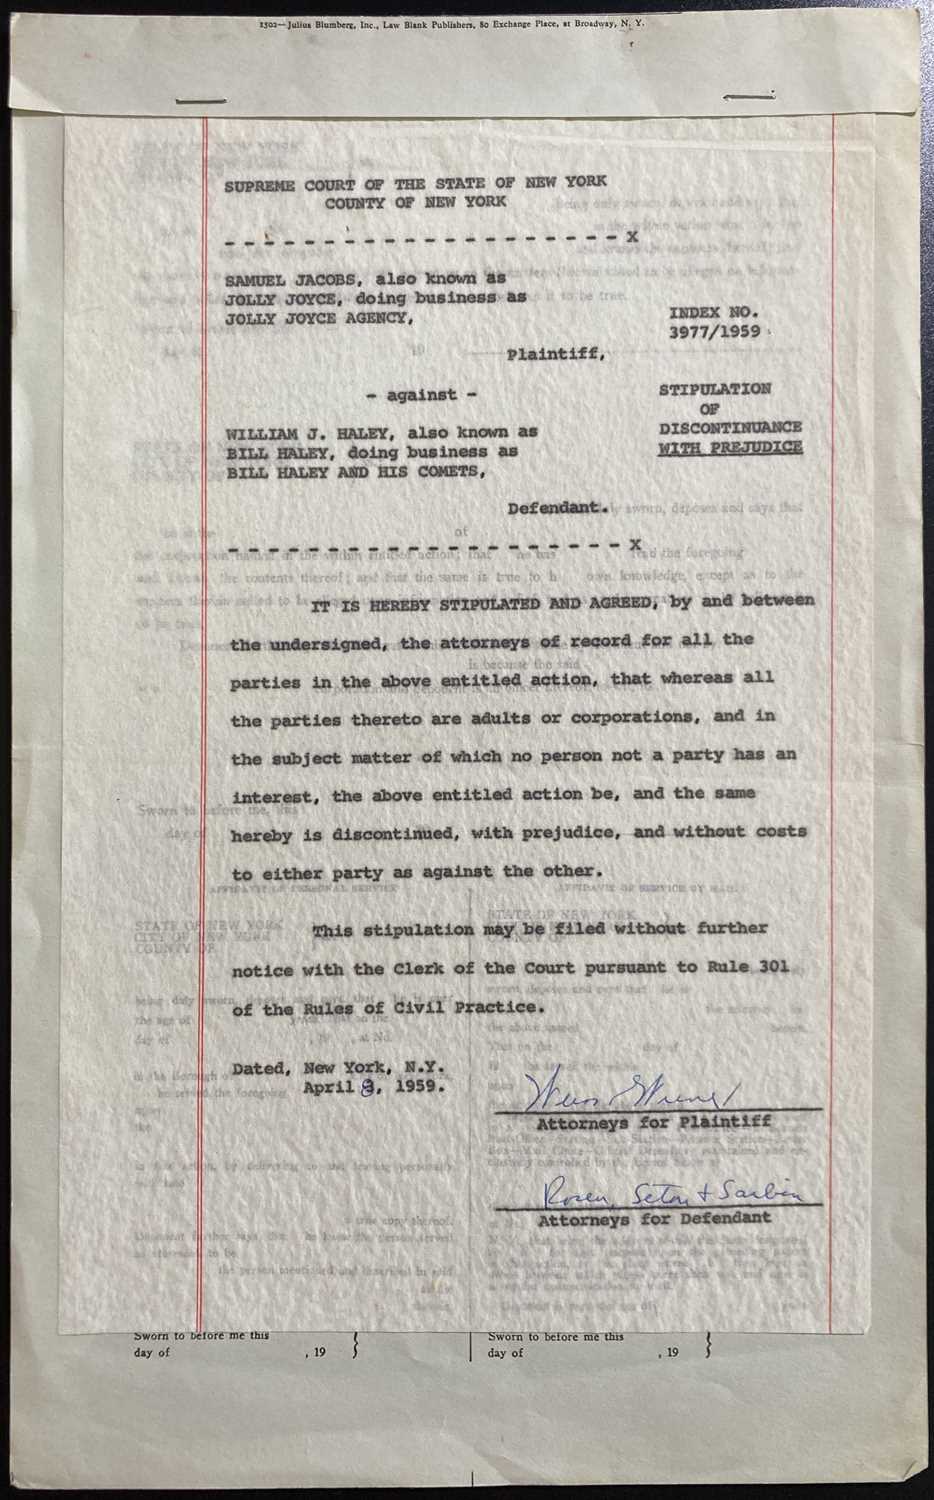 1502—Julius Blumberg, Inc., Law Blank Publishers, 80 Exchange Place, at Broadway, N. Y.
SUPREME COURT OF THE STATE OF NEW YORK
COUNTY OF NEW YORK
- - - - - - - - - - - - - - - - - - - - X
SAMUEL JACOBS, also known as
JOLLY JOYCE, doing business as
JOLLY JOYCE AGENCY,
Plaintiff,
- against -
WILLIAM J. HALEY, also known as
BILL HALEY, doing business as
BILL HALEY AND HIS COMETS,
Defendant.
- - - - - - - - - - - - - - - - - - - - X
INDEX NO.
3977/1959
STIPULATION
OF
DISCONTINUANCE
WITH PREJUDICE
IT IS HEREBY STIPULATED AND AGREED, by and between
the undersigned, the attorneys of record for all the
parties in the above entitled action, that whereas all
the parties thereto are adults or corporations, and in
the subject matter of which no person not a party has an
interest, the above entitled action be, and the same
hereby is discontinued, with prejudice, and without costs
to either party as against the other.
This stipulation may be filed without further
notice with the Clerk of the Court pursuant to Rule 301
of the Rules of Civil Practice.
Dated, New York, N.Y.
April 8, 1959.
Attorneys for Plaintiff
Rosen, Seton & Sarbin
Attorneys for Defendant
Sworn to before me this
day of , 19
Sworn to before me this
day of , 19